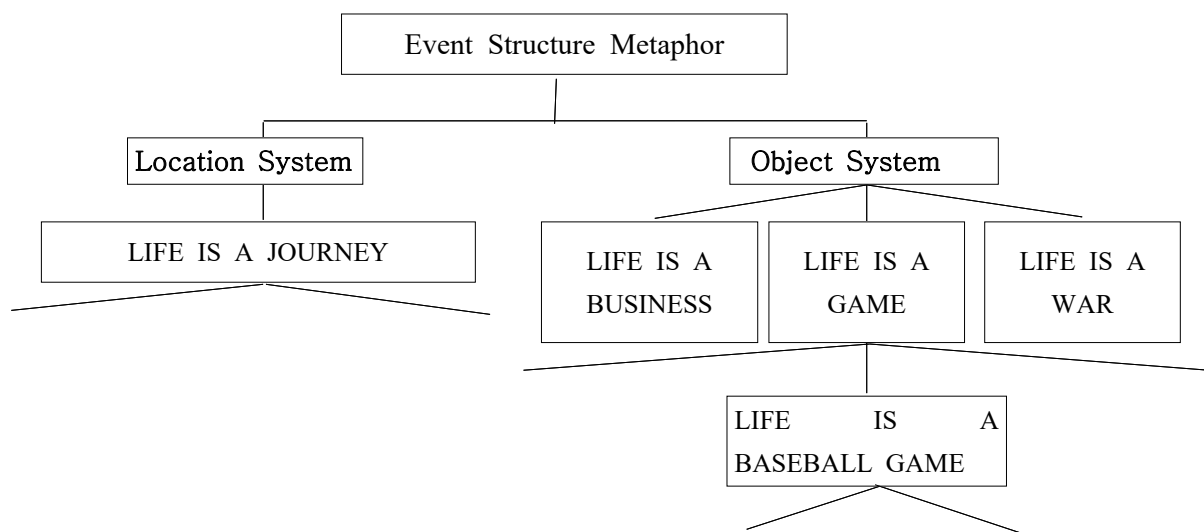 Event Structure Metaphor
Location System
Object System
LIFE IS A JOURNEY
LIFE IS A
BUSINESS
LIFE IS A
GAME
LIFE IS A
WAR
LIFE IS A
BASEBALL GAME